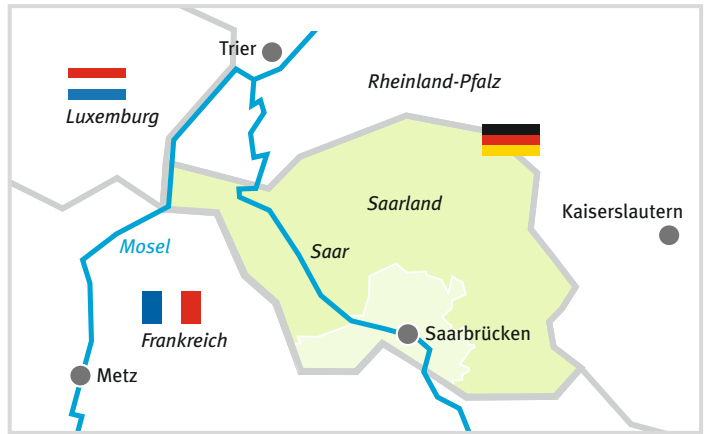 Trier
Rheinland-Pfalz
Luxemburg
Saarland
Kaiserslautern
Mosel
Saar
Frankreich
Saarbrücken
Metz